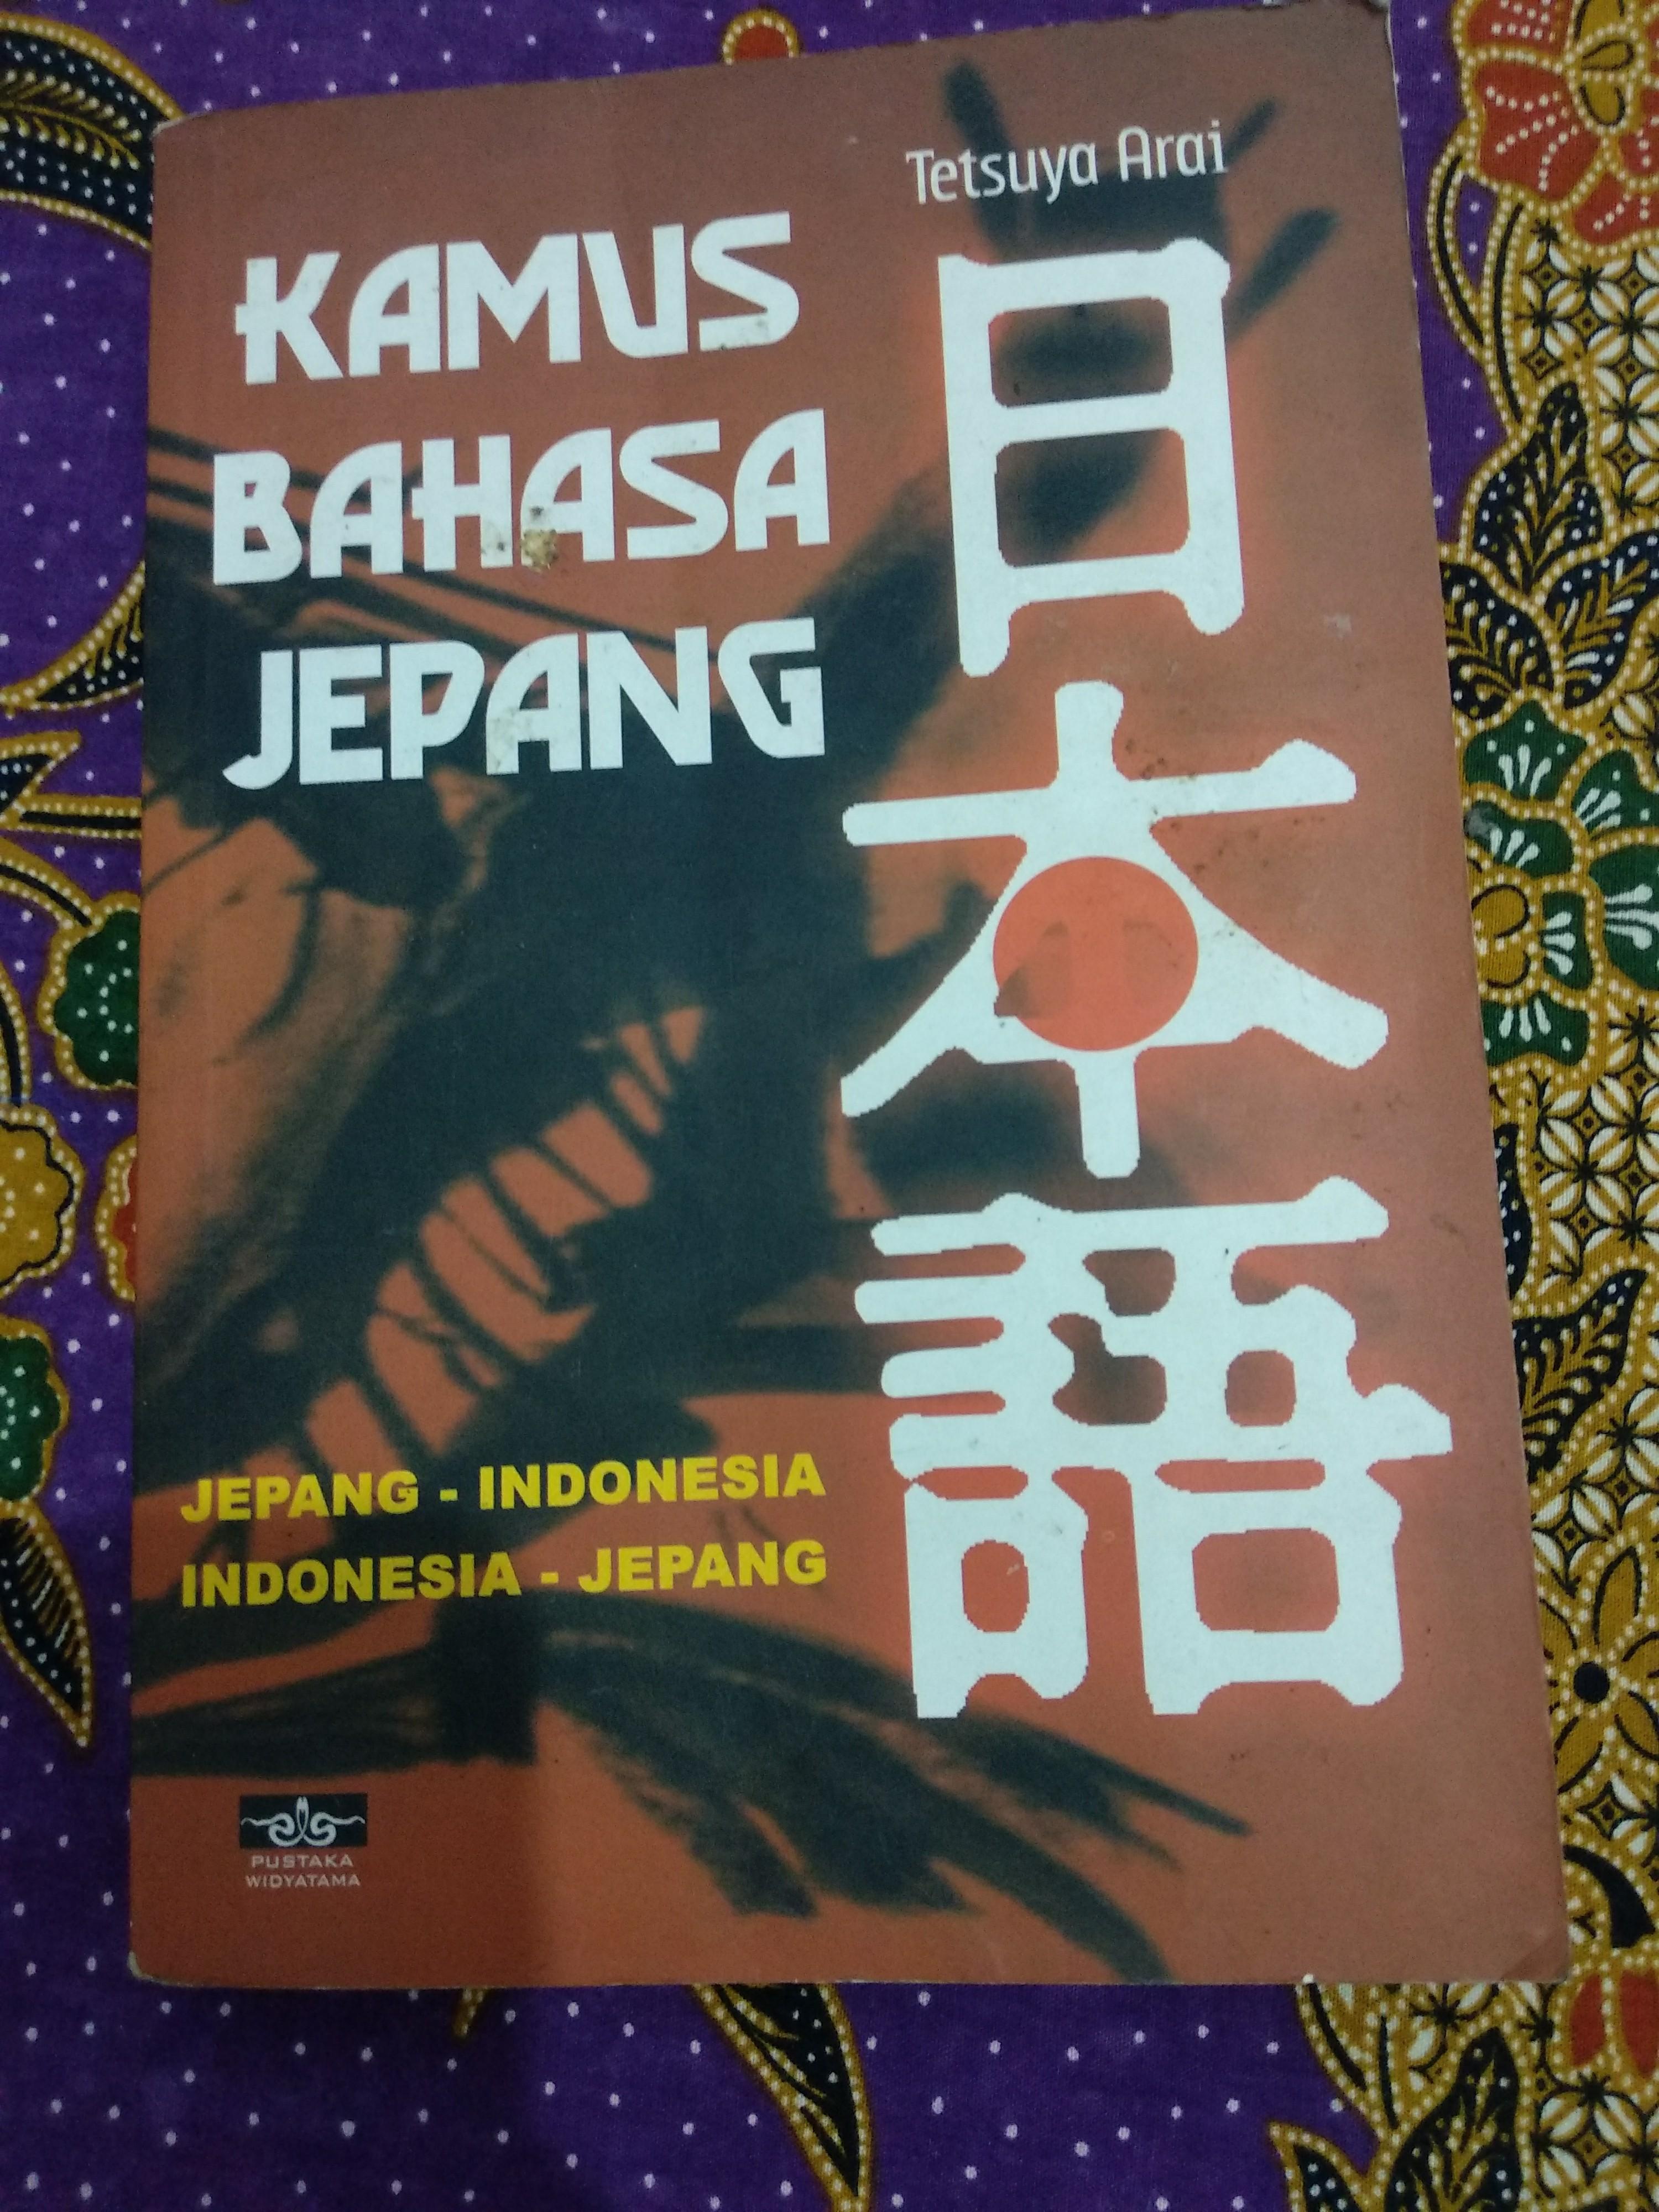 Tetsuya Arai
KAMUS
BAHASA
JEPANG
日本語
JEPANG - INDONESIA
INDONESIA - JEPANG
PUSTAKA
WIDYATAMA